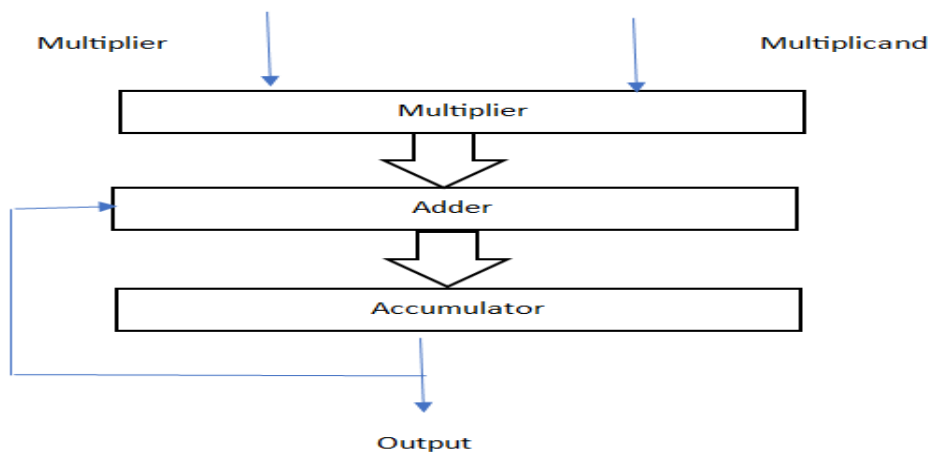 Multiplier
Multiplicand
Multiplier
Adder
Accumulator
Output